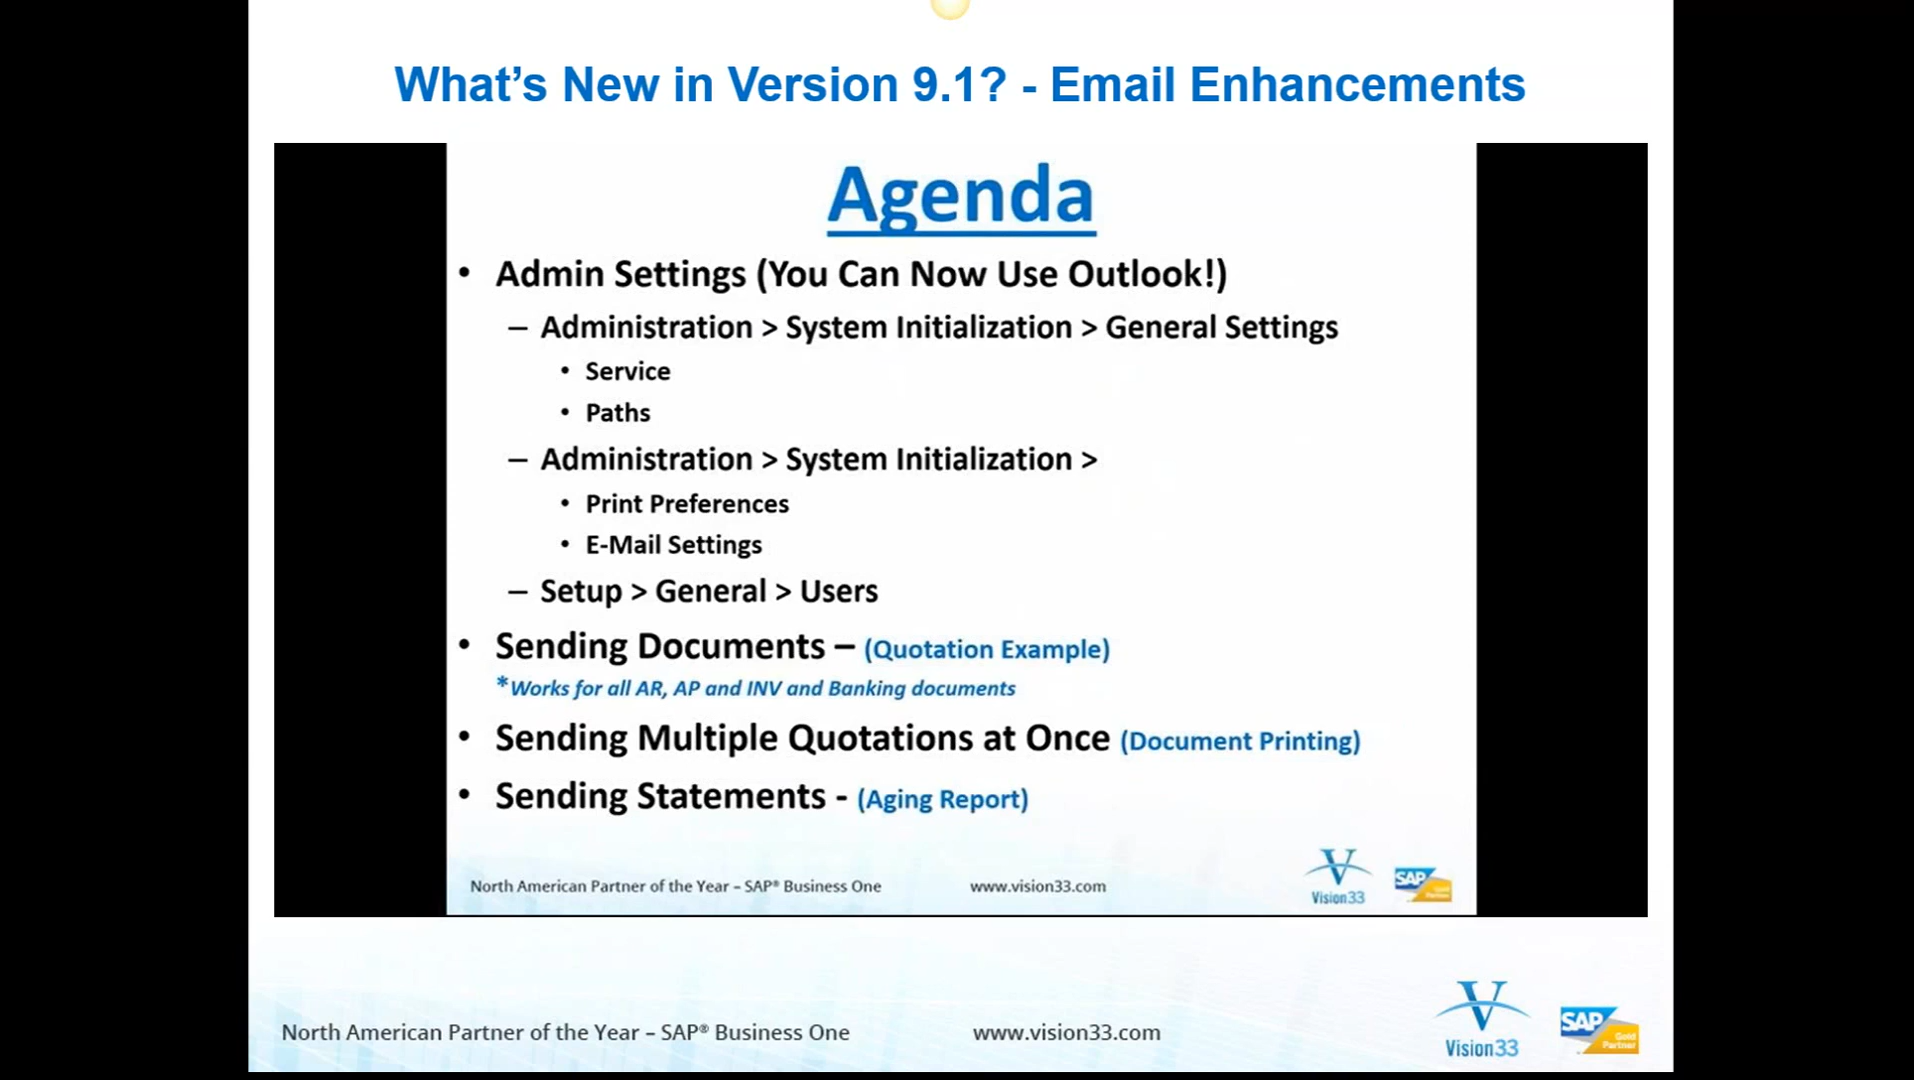 What's New in Version 9.1? - Email Enhancements
Agenda
• Admin Settings (You Can Now Use Outlook!)
– Administration > System Initialization > General Settings
• Service
• Paths
– Administration > System Initialization >
• Print Preferences
• E-Mail Settings
– Setup > General > Users
• Sending Documents – (Quotation Example)
*Works for all AR, AP and INV and Banking documents
• Sending Multiple Quotations at Once (Document Printing)
• Sending Statements - (Aging Report)
North American Partner of the Year – SAP® Business One www.vision33.com
V
Vision33
SAP
Gold
Partner
North American Partner of the Year – SAP® Business One www.vision33.com
V
Vision33
SAP
Gold
Partner